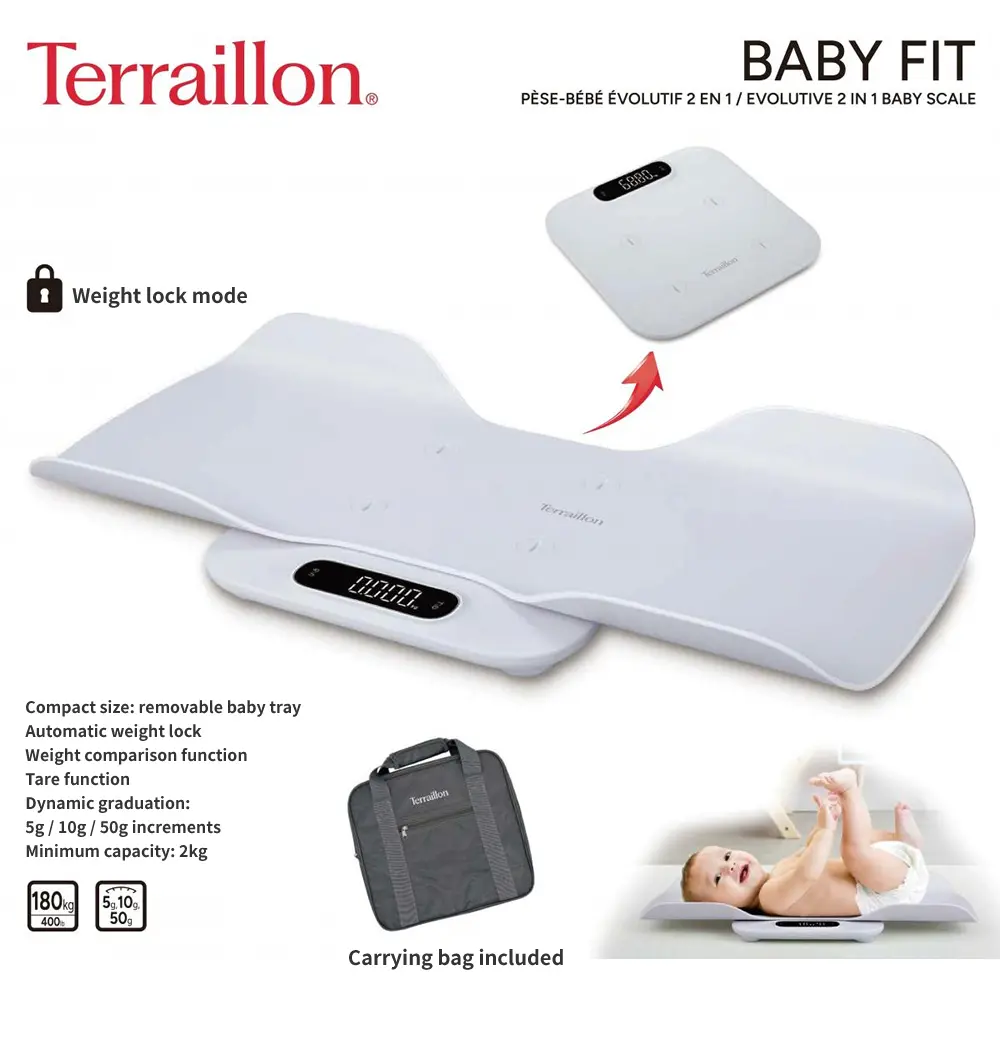 Terraillon®
BABY FIT
PÈSE-BÉBÉ ÉVOLUTIF 2 EN 1 / EVOLUTIVE 2 IN 1 BABY SCALE
Terraillon
Weight lock mode
Terraillon
0.000
Compact size: removable baby tray
Automatic weight lock
Weight comparison function
Tare function
Dynamic graduation:
5g / 10g / 50g increments
Minimum capacity: 2kg
180kg
400lb
5g,10g,
50g
Terraillon
Carrying bag included